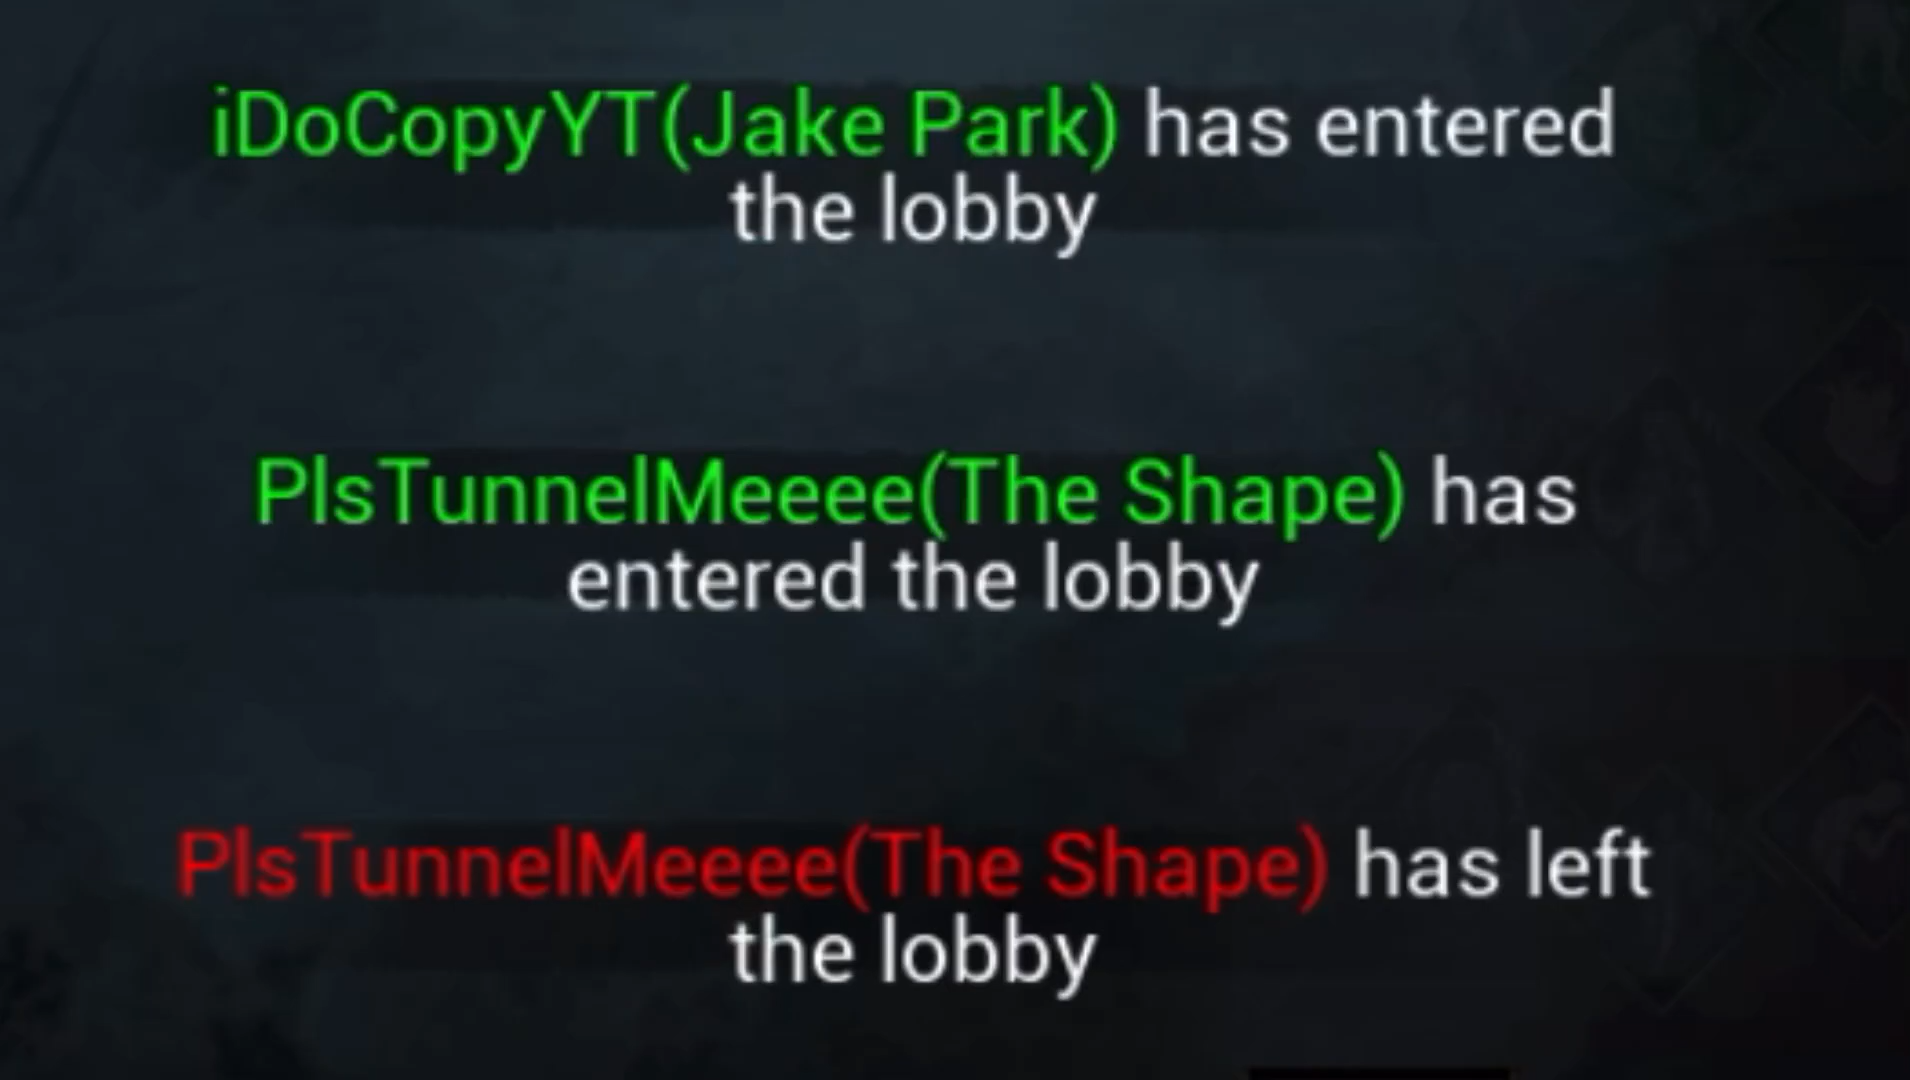 iDoCopyYT(Jake Park) has entered
the lobby
PlsTunnelMeeee(The Shape) has
entered the lobby
PlsTunnelMeeee(The Shape) has left
the lobby